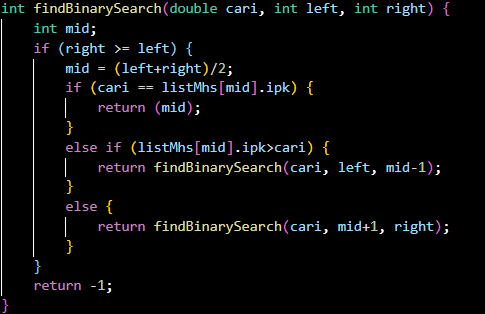 int findBinarySearch(double cari, int left, int right) {
    int mid;
    if (right >= left) {
        mid = (left+right)/2;
        if (cari == listMhs[mid].ipk) {
            return (mid);
        }
        else if (listMhs[mid].ipk>cari) {
            return findBinarySearch(cari, left, mid-1);
        }
        else {
            return findBinarySearch(cari, mid+1, right);
        }
    }
    return -1;
}